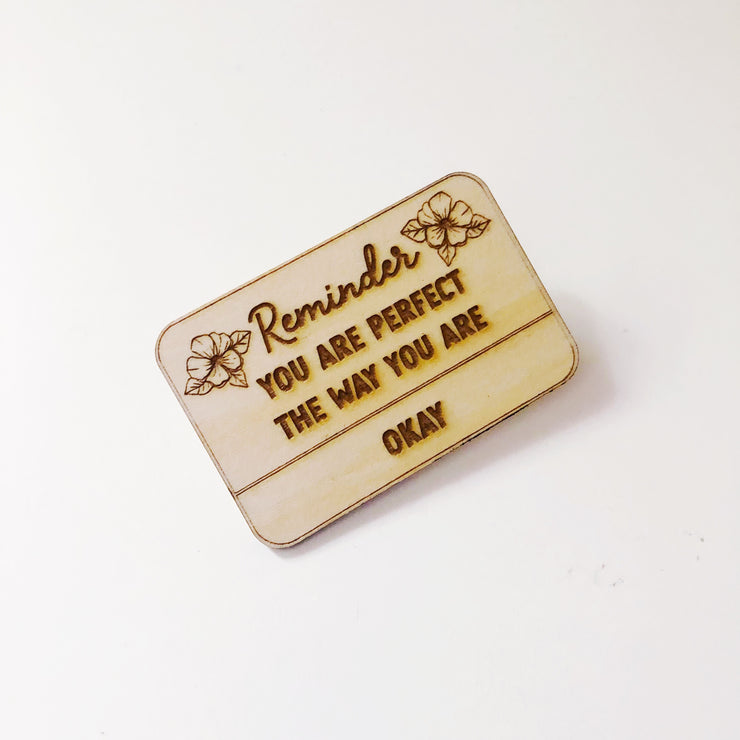 Reminder
YOU ARE PERFECT
THE WAY YOU ARE
OKAY